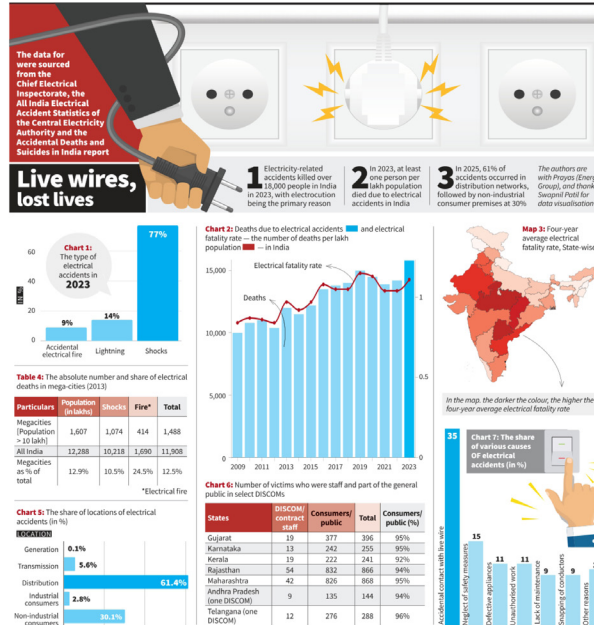 The data for
were sourced
from the
Chief Electrical
Inspectorate, the
All India Electrical
Accident Statistics of
the Central Electricity
Authority and the
Accidental Deaths and
Suicides in India report
Live wires,
lost lives
1 Electricity-related
accidents killed over
18,000 people in India
in 2023, with electrocution
being the primary reason
2 In 2023, at least
one person per
lakh population
died due to electrical
accidents in India
3 In 2025, 61% of
accidents occurred in
distribution networks,
followed by non-industrial
consumer premises at 30%
The authors are
with Prayas (Energ
Group), and thank
Swapnil Patil for
data visualisation
Chart 1:
The type of
electrical
accidents in
2023
IN %
60
40
20
0
9%
14%
77%
Accidental
electrical fire
Lightning
Shocks
Chart 2: Deaths due to electrical accidents and electrical
fatality rate — the number of deaths per lakh
population — in India
15,000
10,000
5,000
0
Electrical fatality rate
Deaths
1
0.5
0
2009 2011 2013 2015 2017 2019 2021 2023
Map 3: Four-year
average electrical
fatality rate, State-wise
In the map. the darker the colour, the higher the
four-year average electrical fatality rate
Table 4: The absolute number and share of electrical
deaths in mega-cities (2013)
Particulars Population (in lakhs) Shocks Fire* Total
Megacities [Population > 10 lakh] 1,607 1,074 414 1,488
All India 12,288 10,218 1,690 11,908
Megacities as % of total 12.9% 10.5% 24.5% 12.5%
*Electrical fire
Chart 5: The share of locations of electrical
accidents (in %)
LOCATION
Generation 0.1%
Transmission 5.6%
Distribution 61.4%
Industrial consumers 2.8%
Non-industrial consumers 30.1%
Chart 6: Number of victims who were staff and part of the general
public in select DISCOMs
States DISCOM/ contract staff Consumers/ public Total Consumers/ public (%)
Gujarat 19 377 396 95%
Karnataka 13 242 255 95%
Kerala 19 222 241 92%
Rajasthan 54 832 866 94%
Maharashtra 42 826 868 95%
Andhra Pradesh (one DISCOM) 9 135 144 94%
Telangana (one DISCOM) 12 276 288 96%
Chart 7: The share
of various causes
OF electrical
accidents (in %)
35
Accidental contact with live wire
15
Neglect of safety measures
11
Defective appliances
11
Unauthorised work
9
Lack of maintenance
9
Snapping of conductors
Other reasons